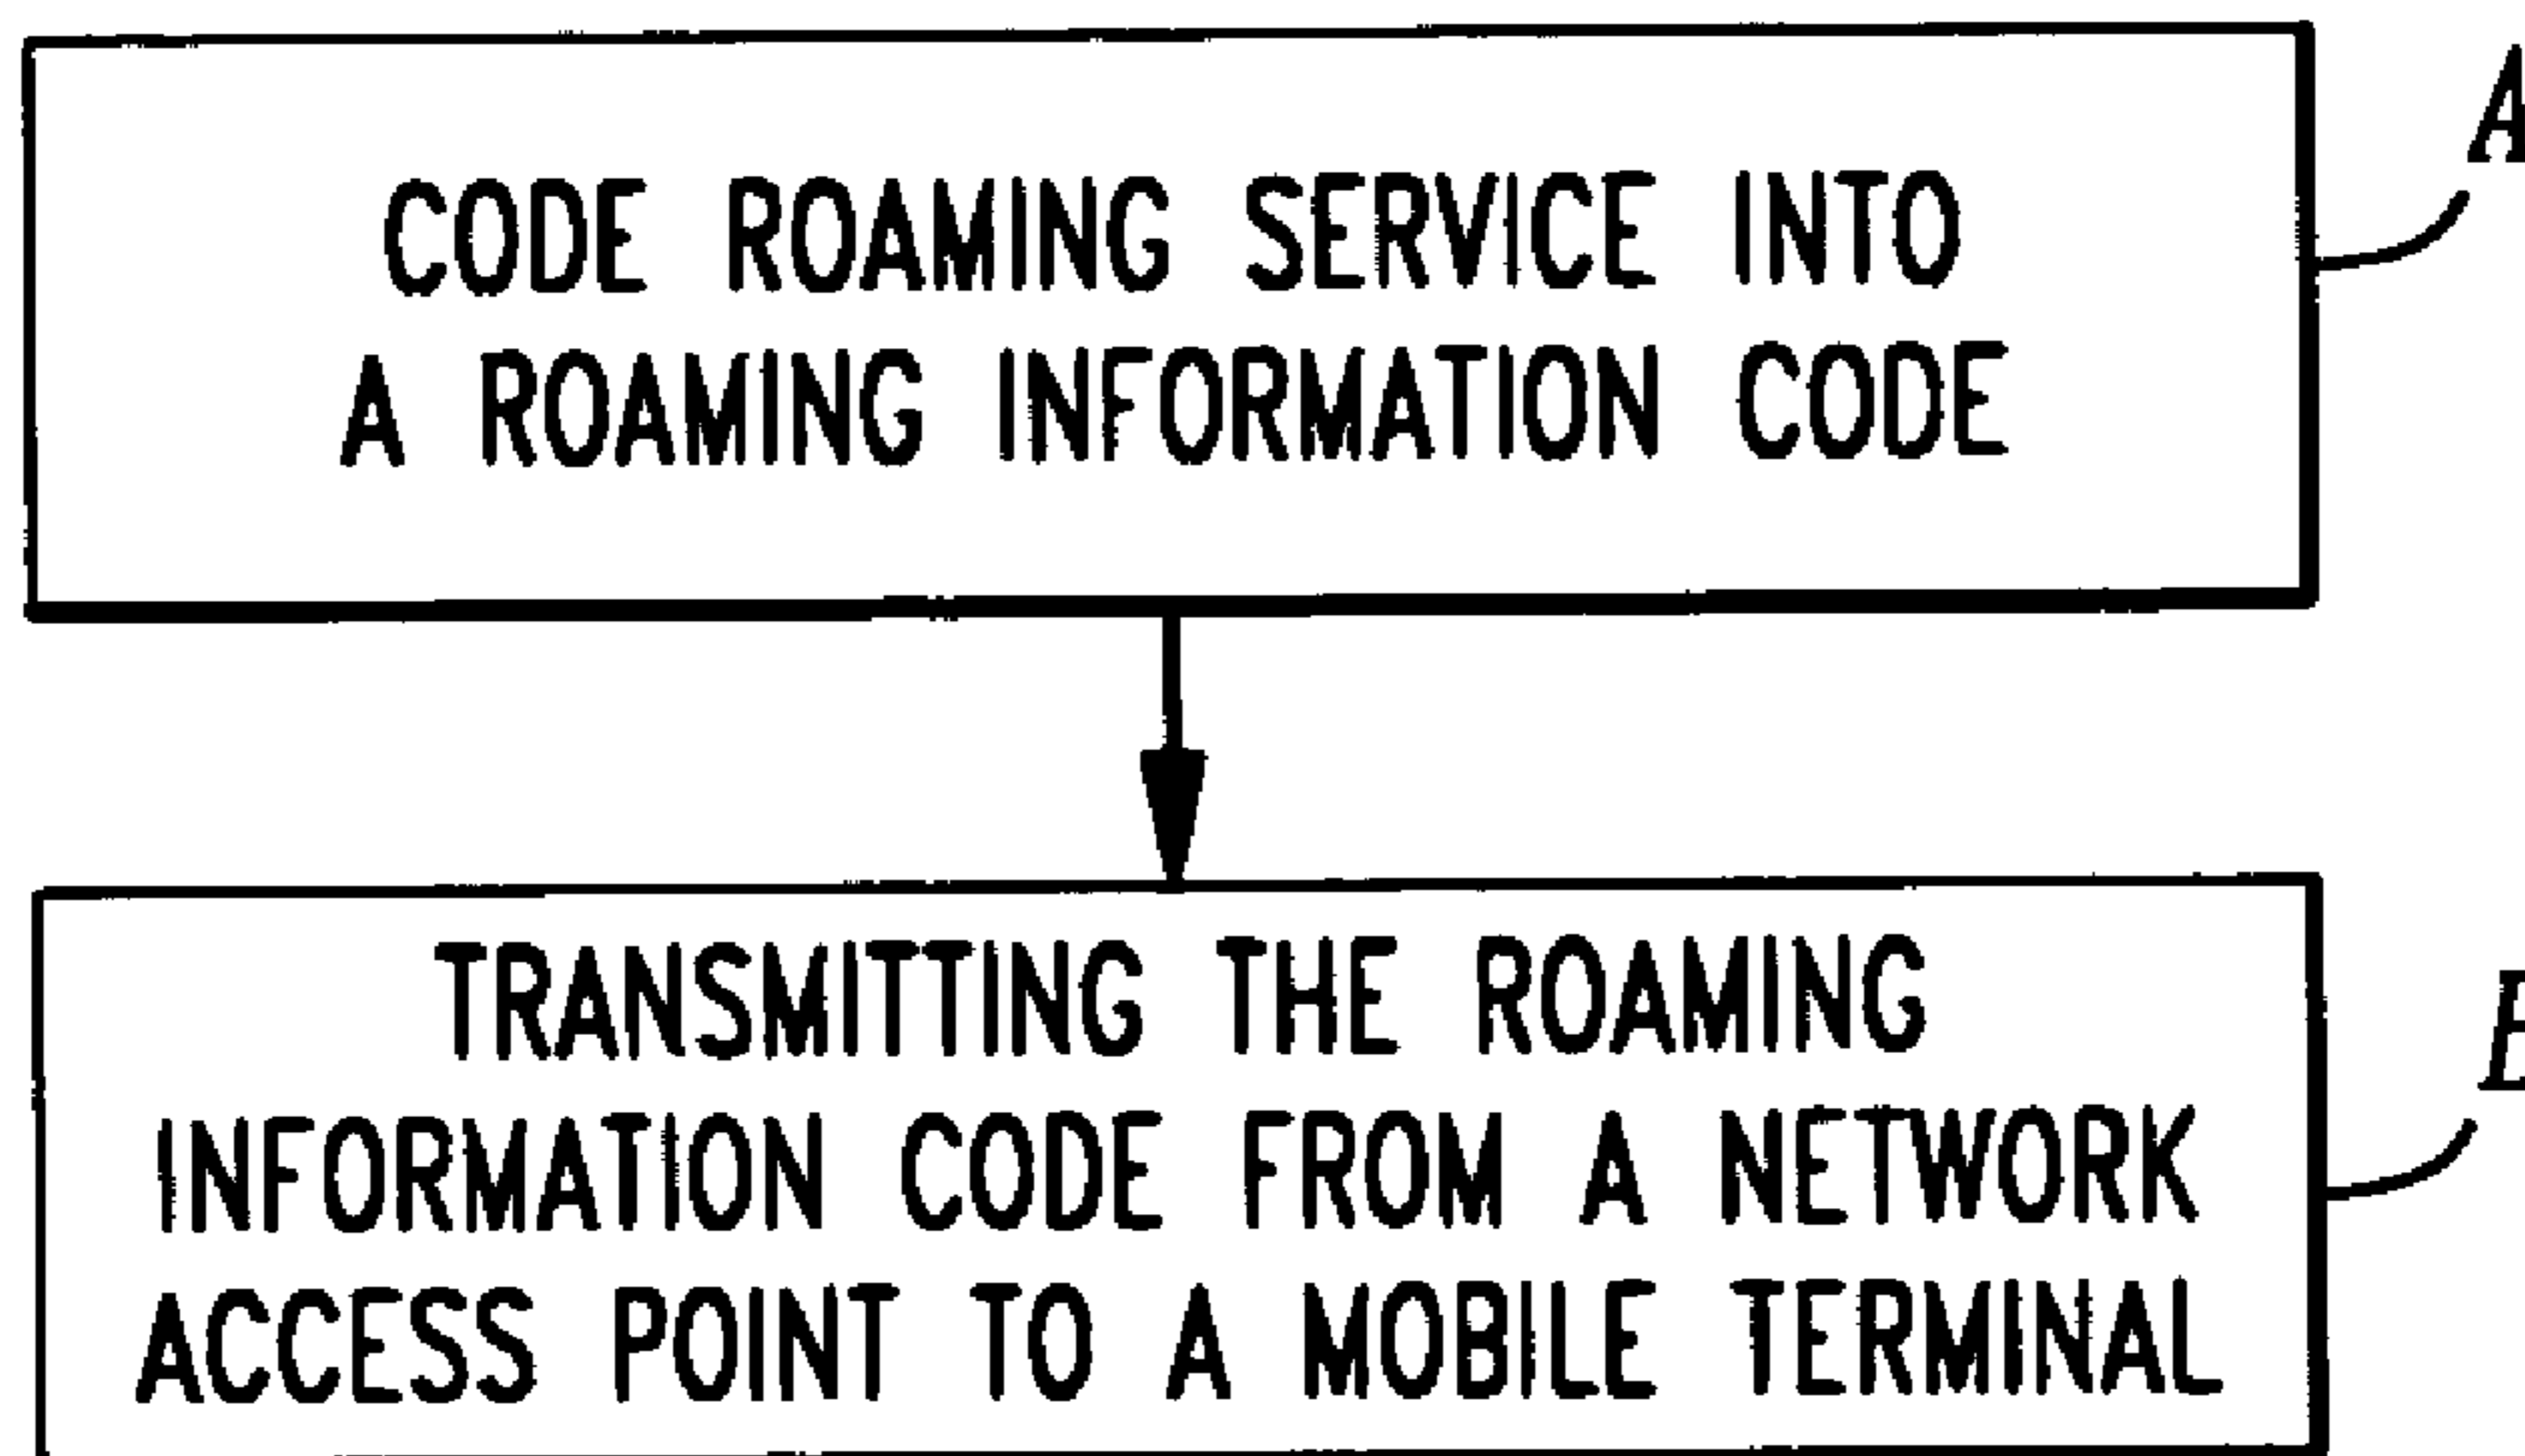 CODE ROAMING SERVICE INTO
A ROAMING INFORMATION CODE
A
TRANSMITTING THE ROAMING
INFORMATION CODE FROM A NETWORK
ACCESS POINT TO A MOBILE TERMINAL